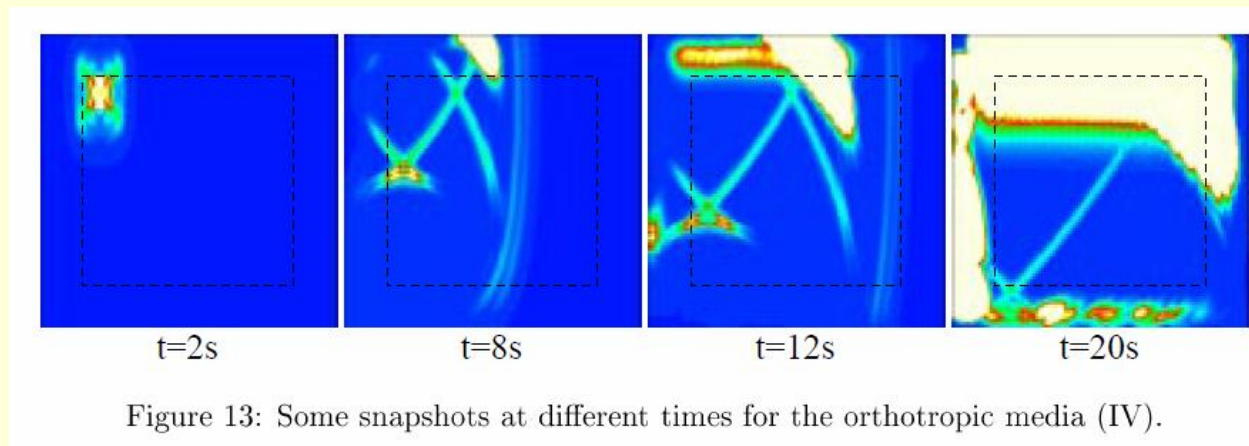 t=2s t=8s t=12s t=20s
Figure 13: Some snapshots at different times for the orthotropic media (IV).